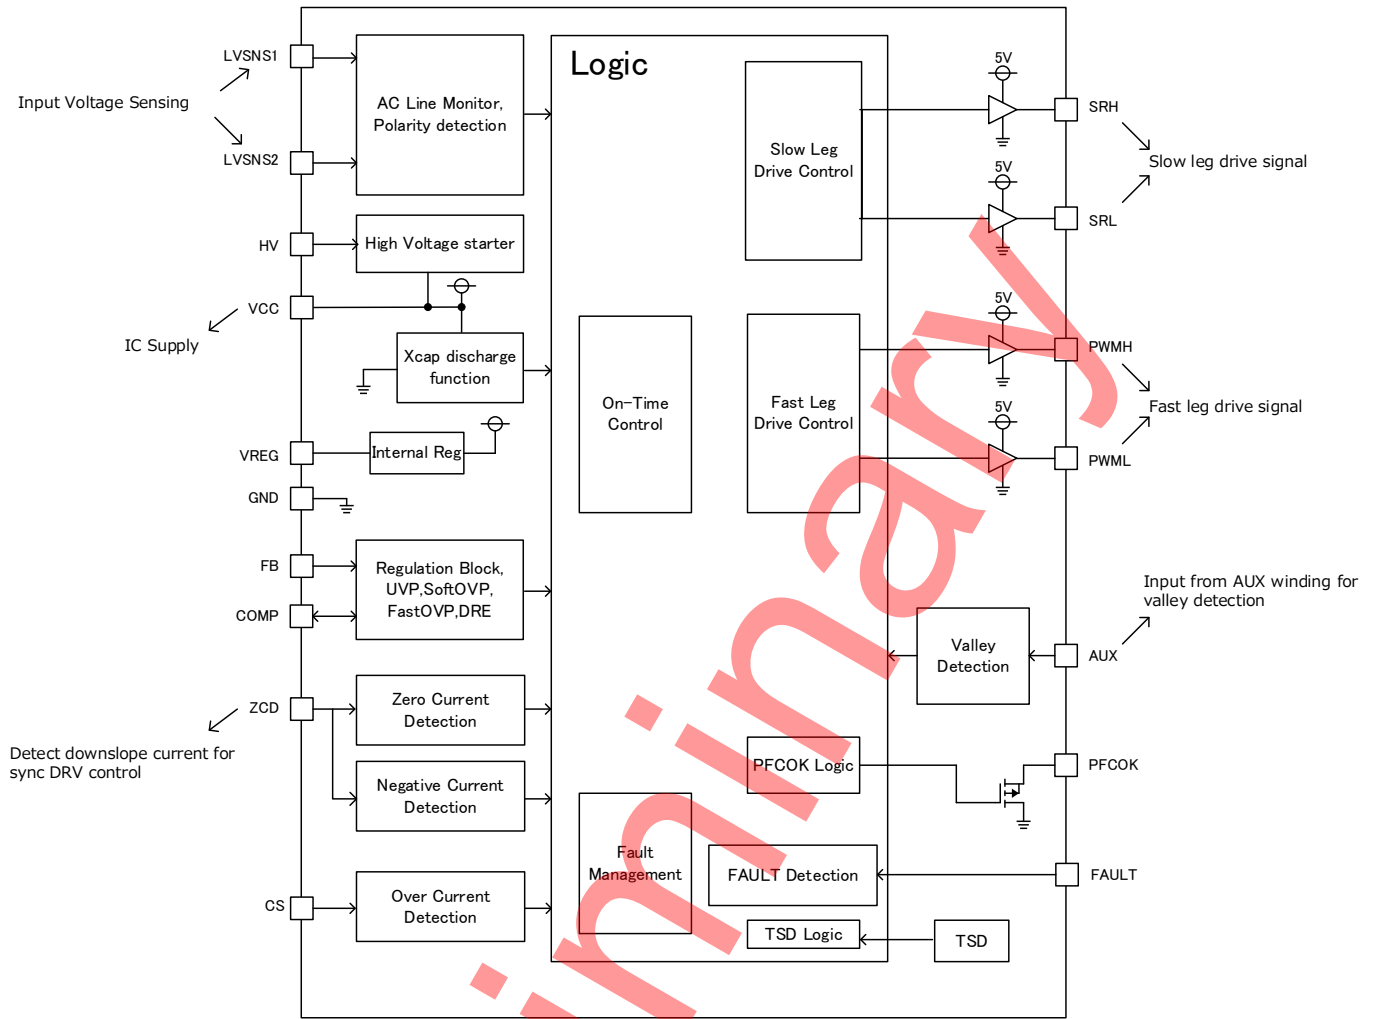 LVSNS1
Input Voltage Sensing
LVSNS2
AC Line Monitor,
Polarity detection
HV
High Voltage starter
VCC
IC Supply
Xcap discharge
function
VREG
Internal Reg
GND
FB
COMP
Regulation Block,
UVP,SoftOVP,
FastOVP,DRE
ZCD
Detect downslope current for
sync DRV control
Zero Current
Detection
Negative Current
Detection
CS
Over Current
Detection
Logic
Slow Leg
Drive Control
On-Time
Control
Fast Leg
Drive Control
PFCOK Logic
Fault
Management
FAULT Detection
TSD Logic
TSD
Valley
Detection
5V
SRH
Slow leg drive signal
5V
SRL
5V
PWMH
Fast leg drive signal
5V
PWML
Input from AUX winding for
valley detection
AUX
PFCOK
FAULT
iminary